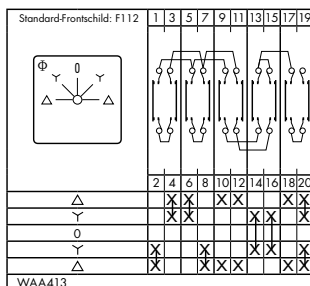 Standard-Frontschild: F112 1 3 5 7 9 11 13 15 17 19
0
Y Y
Δ Δ
2 4 6 8 10 12 14 16 18 20
Δ X X X X X X
Y X X X X X
0
Y X X X X X
Δ X X X X X X
WAA413